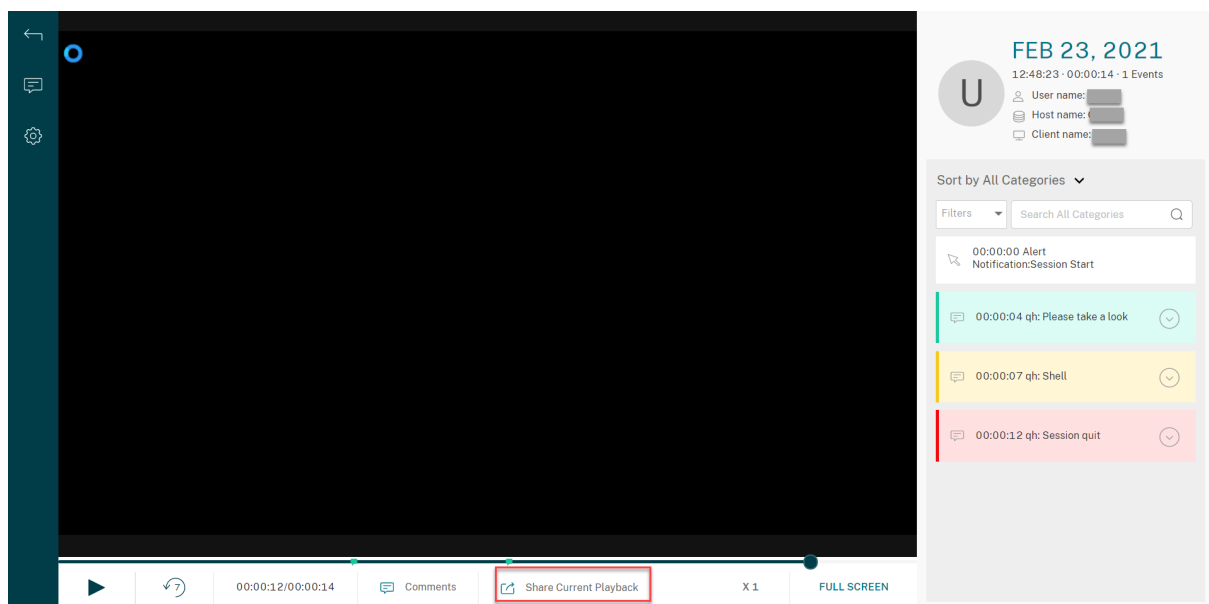 FEB 23, 2021
12:48:23 · 00:00:14 · 1 Events
U
User name:
Host name:
Client name:
Sort by All Categories
Filters
Search All Categories
00:00:00 Alert
Notification:Session Start
00:00:04 qh: Please take a look
00:00:07 qh: Shell
00:00:12 qh: Session quit
7
00:00:12/00:00:14
Comments
Share Current Playback
X 1
FULL SCREEN